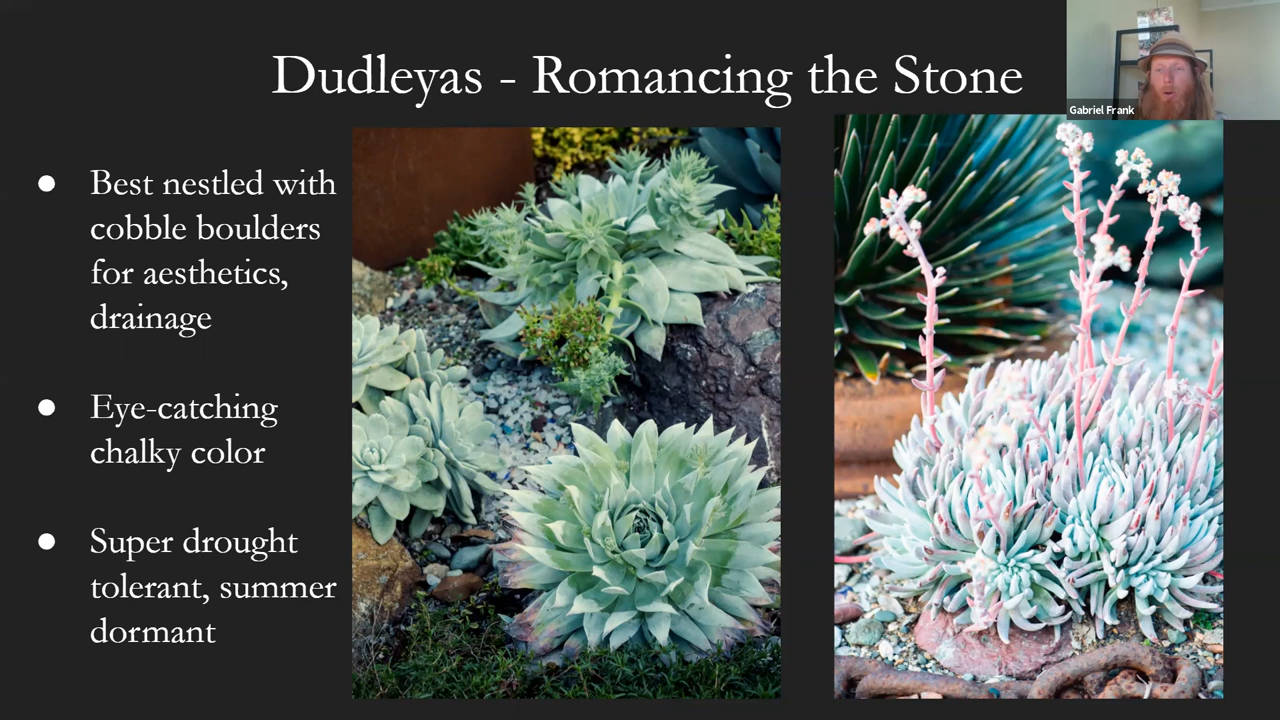 Dudleyas - Romancing the Stone
Gabriel Frank
● Best nestled with
cobble boulders
for aesthetics,
drainage
● Eye-catching
chalky color
● Super drought
tolerant, summer
dormant